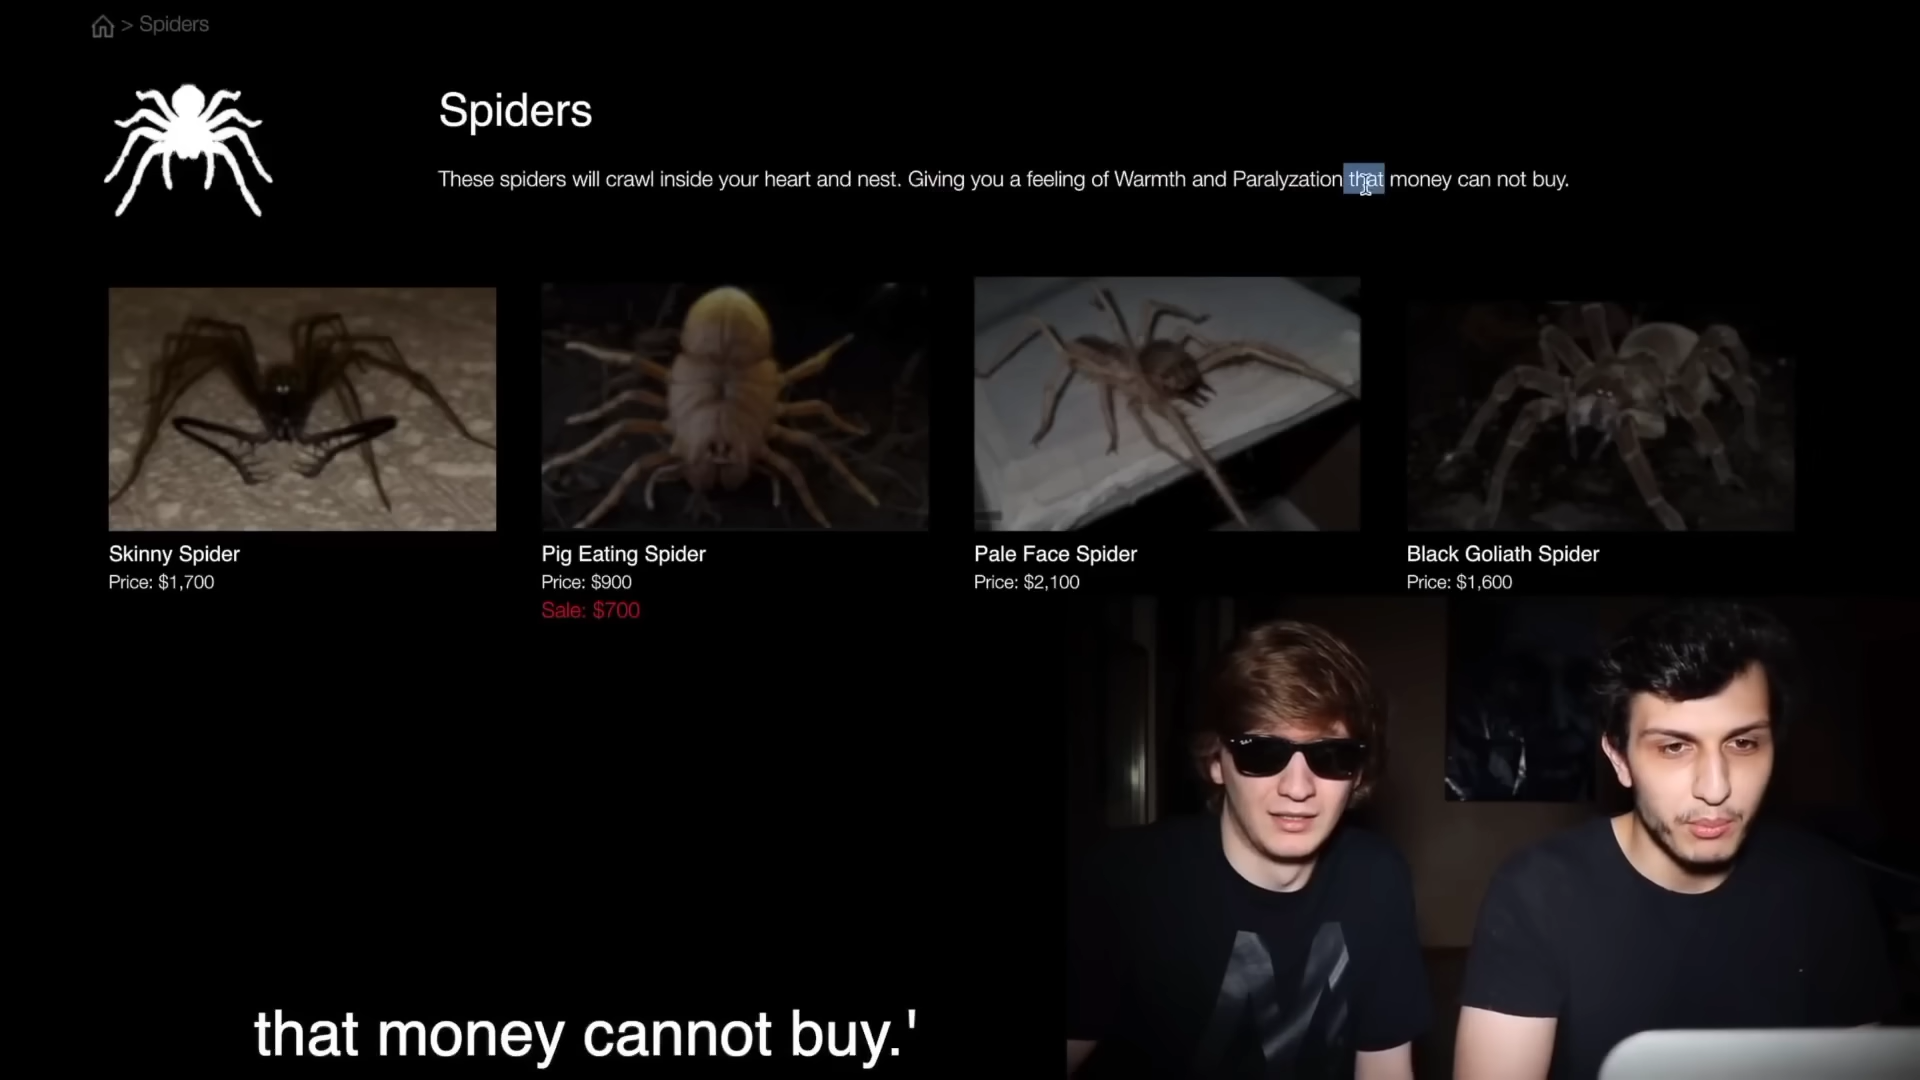 > Spiders
Spiders
These spiders will crawl inside your heart and nest. Giving you a feeling of Warmth and Paralyzation that money can not buy.
Skinny Spider
Price: $1,700
Pig Eating Spider
Price: $900
Sale: $700
Pale Face Spider
Price: $2,100
Black Goliath Spider
Price: $1,600
that money cannot buy.'